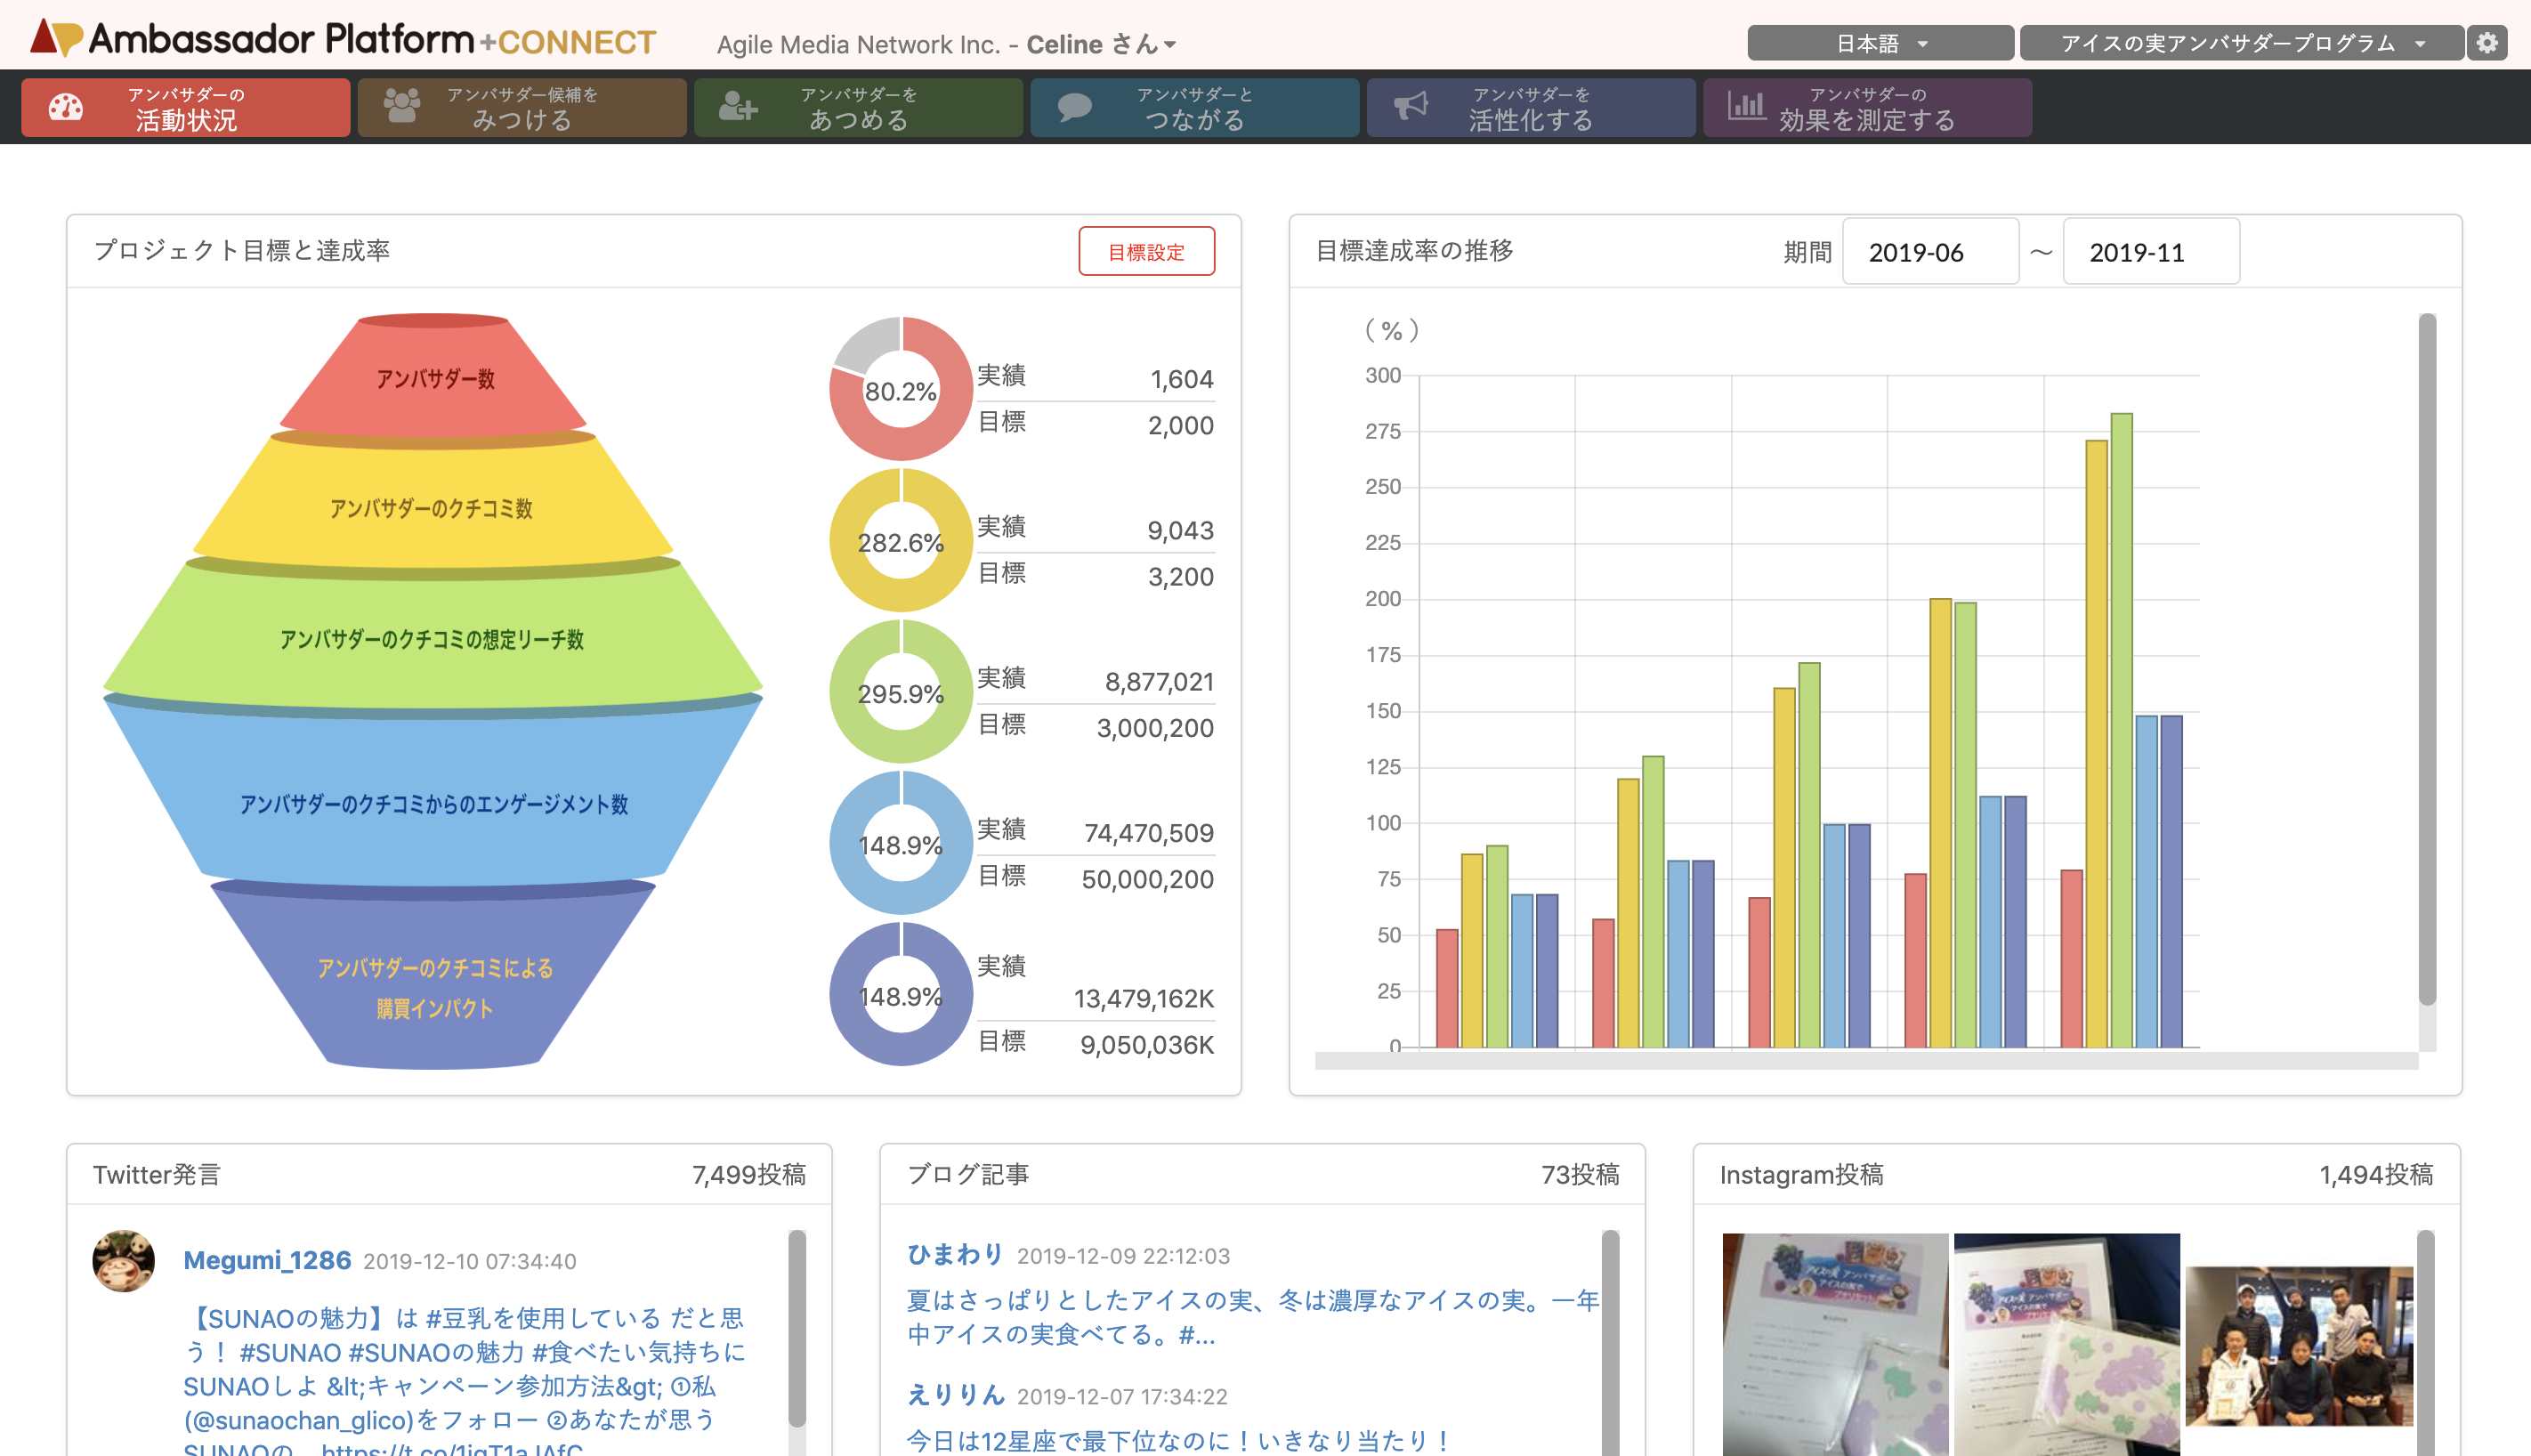 Ambassador Platform +CONNECT
Agile Media Network Inc. - Celine さん
日本語
アイスの実アンバサダープログラム
アンバサダーの
活動状況
アンバサダー候補を
みつける
アンバサダーを
あつめる
アンバサダーと
つながる
アンバサダーを
活性化する
アンバサダーの
効果を測定する
プロジェクト目標と達成率
目標設定
アンバサダー数
アンバサダーのクチコミ数
アンバサダーのクチコミの想定リーチ数
アンバサダーのクチコミからのエンゲージメント数
アンバサダーのクチコミによる
購買インパクト
80.2%
実績 1,604
目標 2,000
282.6%
実績 9,043
目標 3,200
295.9%
実績 8,877,021
目標 3,000,200
148.9%
実績 74,470,509
目標 50,000,200
148.9%
実績 13,479,162K
目標 9,050,036K
目標達成率の推移
期間 2019-06 ～ 2019-11
（％）
300
275
250
225
200
175
150
125
100
75
50
25
0
Twitter発言 7,499投稿
Megumi_1286 2019-12-10 07:34:40
【SUNAOの魅力】は #豆乳を使用している だと思
う！ #SUNAO #SUNAOの魅力 #食べたい気持ちに
SUNAOしよ &lt;キャンペーン参加方法&gt; ①私
(@sunaochan_glico)をフォロー ②あなたが思う
SUNAOの
ブログ記事 73投稿
ひまわり 2019-12-09 22:12:03
夏はさっぱりとしたアイスの実、冬は濃厚なアイスの実。一年
中アイスの実食べてる。#...
えりりん 2019-12-07 17:34:22
今日は12星座で最下位なのに！いきなり当たり！
Instagram投稿 1,494投稿
アイスの実 アンバサダー
アイスの実で